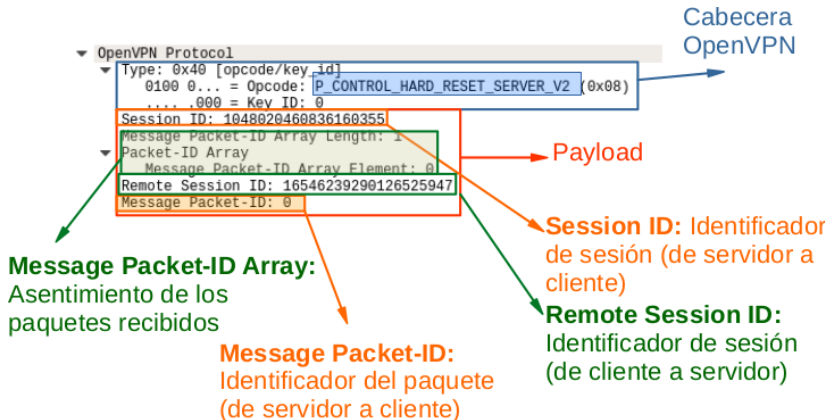 Cabecera
OpenVPN
OpenVPN Protocol
Type: 0x40 [opcode/key_id]
0100 0... = Opcode: P_CONTROL_HARD_RESET_SERVER_V2 (0x08)
.... .000 = Key ID: 0
Session ID: 1048020460836160355
Message Packet-ID Array Length: 1
Packet-ID Array
Message Packet-ID Array Element: 0
Remote Session ID: 16546239290126525947
Message Packet-ID: 0
Payload
Session ID: Identificador
de sesión (de servidor a
cliente)
Message Packet-ID Array:
Asentimiento de los
paquetes recibidos
Remote Session ID:
Identificador de sesión
(de cliente a servidor)
Message Packet-ID:
Identificador del paquete
(de servidor a cliente)